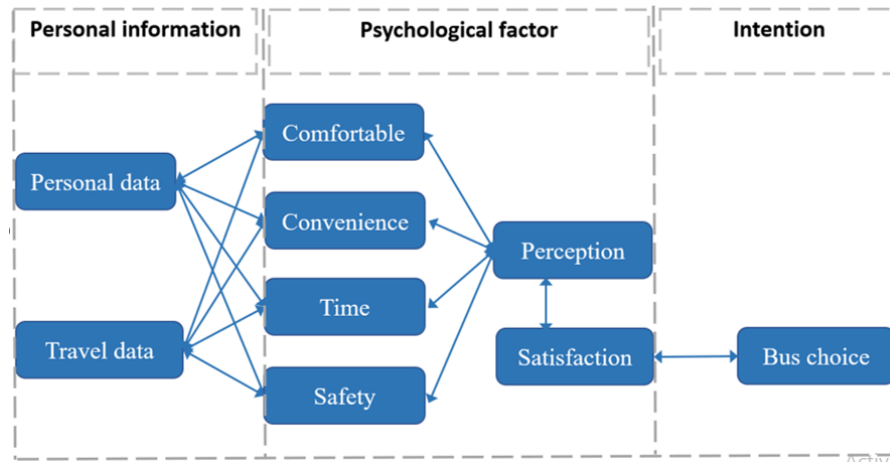 Personal information
Psychological factor
Intention
Comfortable
Personal data
Convenience
Perception
Time
Travel data
Satisfaction
Bus choice
Safety